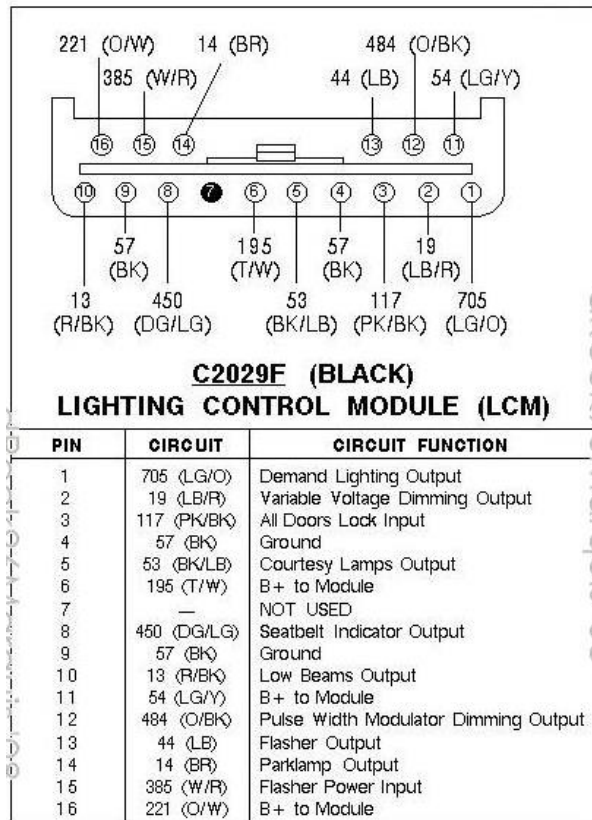 221 (O/W) 14 (BR) 484 (O/BK)
385 (W/R) 44 (LB) 54 (LG/Y)
16 15 14 13 12 11
10 9 8 7 6 5 4 3 2 1
57 195 57 19
(BK) (T/W) (BK) (LB/R)
13 450 53 117 705
(R/BK) (DG/LG) (BK/LB) (PK/BK) (LG/O)
C2029F (BLACK)
LIGHTING CONTROL MODULE (LCM)
PIN CIRCUIT CIRCUIT FUNCTION
1 705 (LG/O) Demand Lighting Output
2 19 (LB/R) Variable Voltage Dimming Output
3 117 (PK/BK) All Doors Lock Input
4 57 (BK) Ground
5 53 (BK/LB) Courtesy Lamps Output
6 195 (T/W) B+ to Module
7 — NOT USED
8 450 (DG/LG) Seatbelt Indicator Output
9 57 (BK) Ground
10 13 (R/BK) Low Beams Output
11 54 (LG/Y) B+ to Module
12 484 (O/BK) Pulse Width Modulator Dimming Output
13 44 (LB) Flasher Output
14 14 (BR) Parklamp Output
15 385 (W/R) Flasher Power Input
16 221 (O/W) B+ to Module